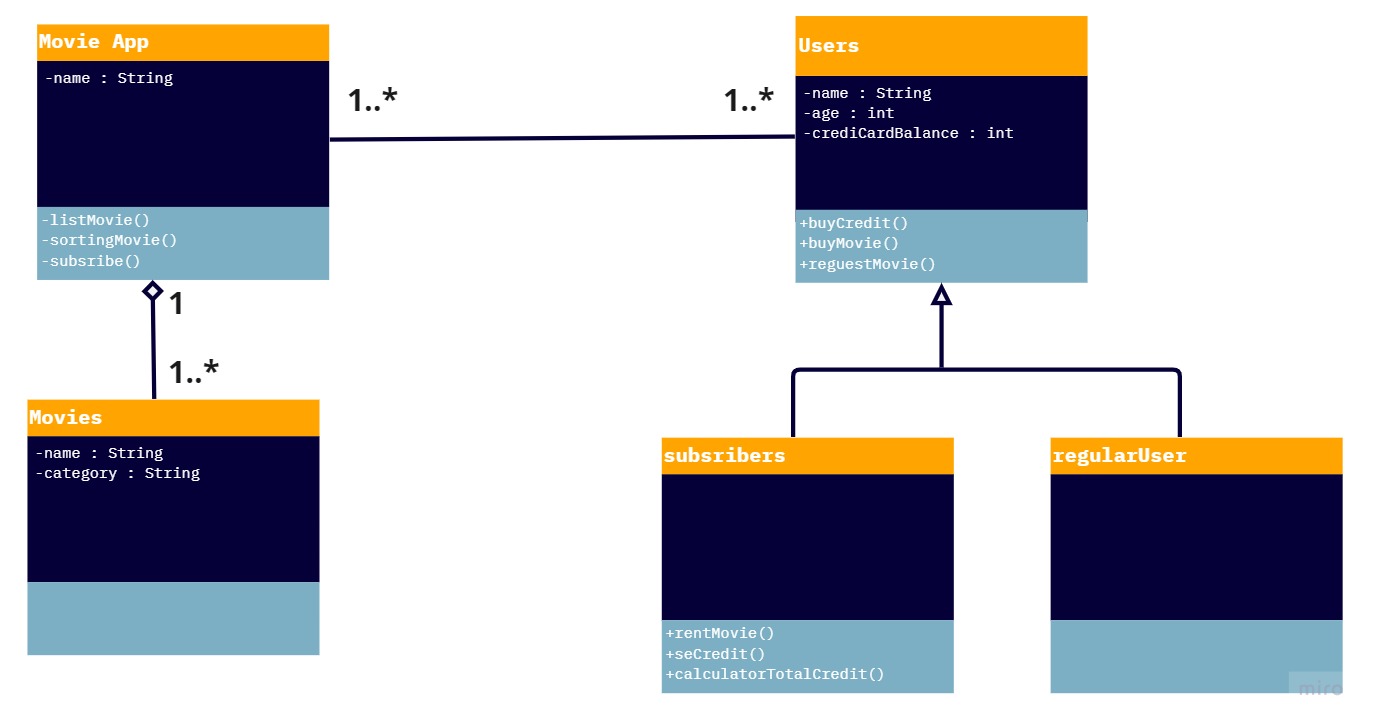 Movie App
-name : String
-listMovie()
-sortingMovie()
-subsribe()
1..*
1..*
Users
-name : String
-age : int
-crediCardBalance : int
+buyCredit()
+buyMovie()
+reguestMovie()
1
1..*
Movies
-name : String
-category : String
subsribers
+rentMovie()
+seCredit()
+calculatorTotalCredit()
regularUser
miro